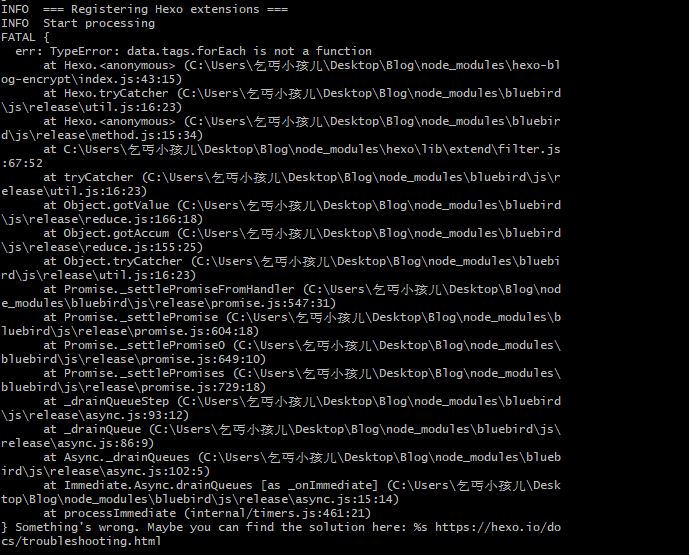 INFO  === Registering Hexo extensions ===
INFO  Start processing
FATAL {
  err: TypeError: data.tags.forEach is not a function
      at Hexo.<anonymous> (C:\Users\乞丐小孩儿\Desktop\Blog\node_modules\hexo-bl
og-encrypt\index.js:43:15)
      at Hexo.tryCatcher (C:\Users\乞丐小孩儿\Desktop\Blog\node_modules\bluebird
\js\release\util.js:16:23)
      at Hexo.<anonymous> (C:\Users\乞丐小孩儿\Desktop\Blog\node_modules\bluebir
d\js\release\method.js:15:34)
      at C:\Users\乞丐小孩儿\Desktop\Blog\node_modules\hexo\lib\extend\filter.js
:67:52
      at tryCatcher (C:\Users\乞丐小孩儿\Desktop\Blog\node_modules\bluebird\js\r
elease\util.js:16:23)
      at Object.gotValue (C:\Users\乞丐小孩儿\Desktop\Blog\node_modules\bluebird
\js\release\reduce.js:166:18)
      at Object.gotAccum (C:\Users\乞丐小孩儿\Desktop\Blog\node_modules\bluebird
\js\release\reduce.js:155:25)
      at Object.tryCatcher (C:\Users\乞丐小孩儿\Desktop\Blog\node_modules\bluebi
rd\js\release\util.js:16:23)
      at Promise._settlePromiseFromHandler (C:\Users\乞丐小孩儿\Desktop\Blog\nod
e_modules\bluebird\js\release\promise.js:547:31)
      at Promise._settlePromise (C:\Users\乞丐小孩儿\Desktop\Blog\node_modules\b
luebird\js\release\promise.js:604:18)
      at Promise._settlePromise0 (C:\Users\乞丐小孩儿\Desktop\Blog\node_modules\
bluebird\js\release\promise.js:649:10)
      at Promise._settlePromises (C:\Users\乞丐小孩儿\Desktop\Blog\node_modules\
bluebird\js\release\promise.js:729:18)
      at _drainQueueStep (C:\Users\乞丐小孩儿\Desktop\Blog\node_modules\bluebird
\js\release\async.js:93:12)
      at _drainQueue (C:\Users\乞丐小孩儿\Desktop\Blog\node_modules\bluebird\js\
release\async.js:86:9)
      at Async._drainQueues (C:\Users\乞丐小孩儿\Desktop\Blog\node_modules\blueb
ird\js\release\async.js:102:5)
      at Immediate.Async.drainQueues [as _onImmediate] (C:\Users\乞丐小孩儿\Desk
top\Blog\node_modules\bluebird\js\release\async.js:15:14)
      at processImmediate (internal/timers.js:461:21)
} Something's wrong. Maybe you can find the solution here: %s https://hexo.io/do
cs/troubleshooting.html